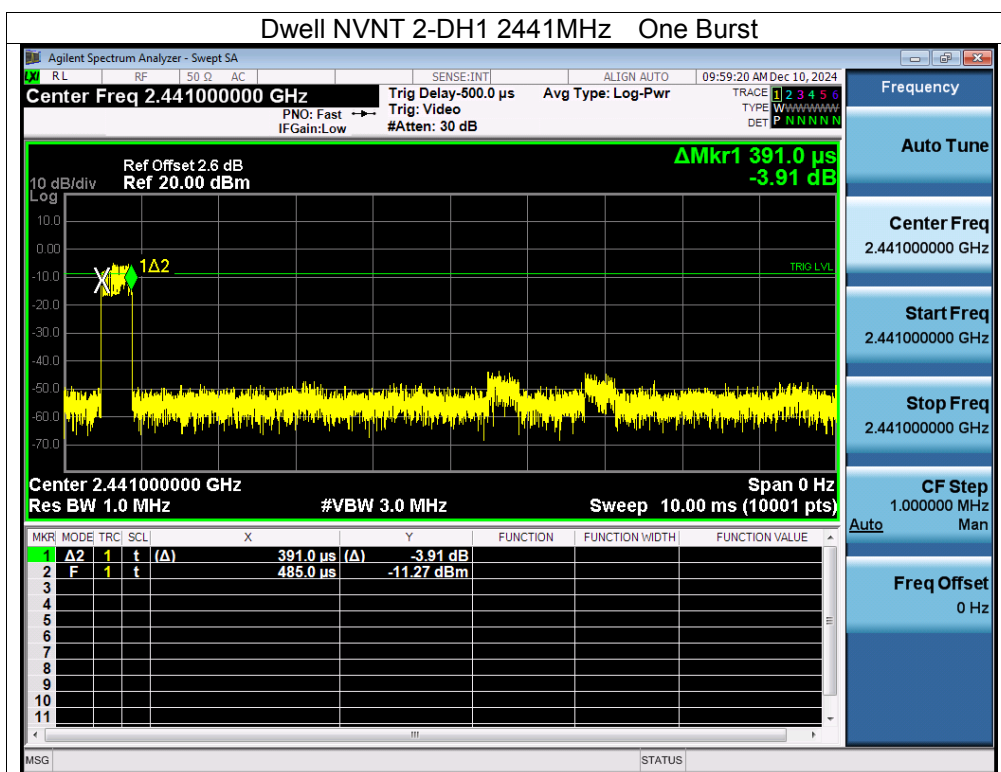 Dwell NVNT 2-DH1 2441MHz One Burst
Agilent Spectrum Analyzer - Swept SA
LXI RL RF 50 Ω AC SENSE:INT ALIGN AUTO 09:59:20 AM Dec 10, 2024
Center Freq 2.441000000 GHz
PNO: Fast
IFGain:Low
Trig Delay-500.0 µs
Trig: Video
#Atten: 30 dB
Avg Type: Log-Pwr
TRACE 1 2 3 4 5 6
TYPE WWWWWW
DET P N N N N N
Frequency
Auto Tune
Center Freq
2.441000000 GHz
Start Freq
2.441000000 GHz
Stop Freq
2.441000000 GHz
CF Step
1.000000 MHz
Auto Man
Freq Offset
0 Hz
ΔMkr1 391.0 µs
-3.91 dB
Ref Offset 2.6 dB
10 dB/div Ref 20.00 dBm
Log
10.0
0.00
-10.0
-20.0
-30.0
-40.0
-50.0
-60.0
-70.0
1Δ2
X
TRIG LVL
Center 2.441000000 GHz Span 0 Hz
Res BW 1.0 MHz #VBW 3.0 MHz Sweep 10.00 ms (10001 pts)
MKR MODE TRC SCL X Y FUNCTION FUNCTION WIDTH FUNCTION VALUE
1 Δ2 1 t (Δ) 391.0 µs (Δ) -3.91 dB
2 F 1 t 485.0 µs -11.27 dBm
3
4
5
6
7
8
9
10
11
MSG STATUS